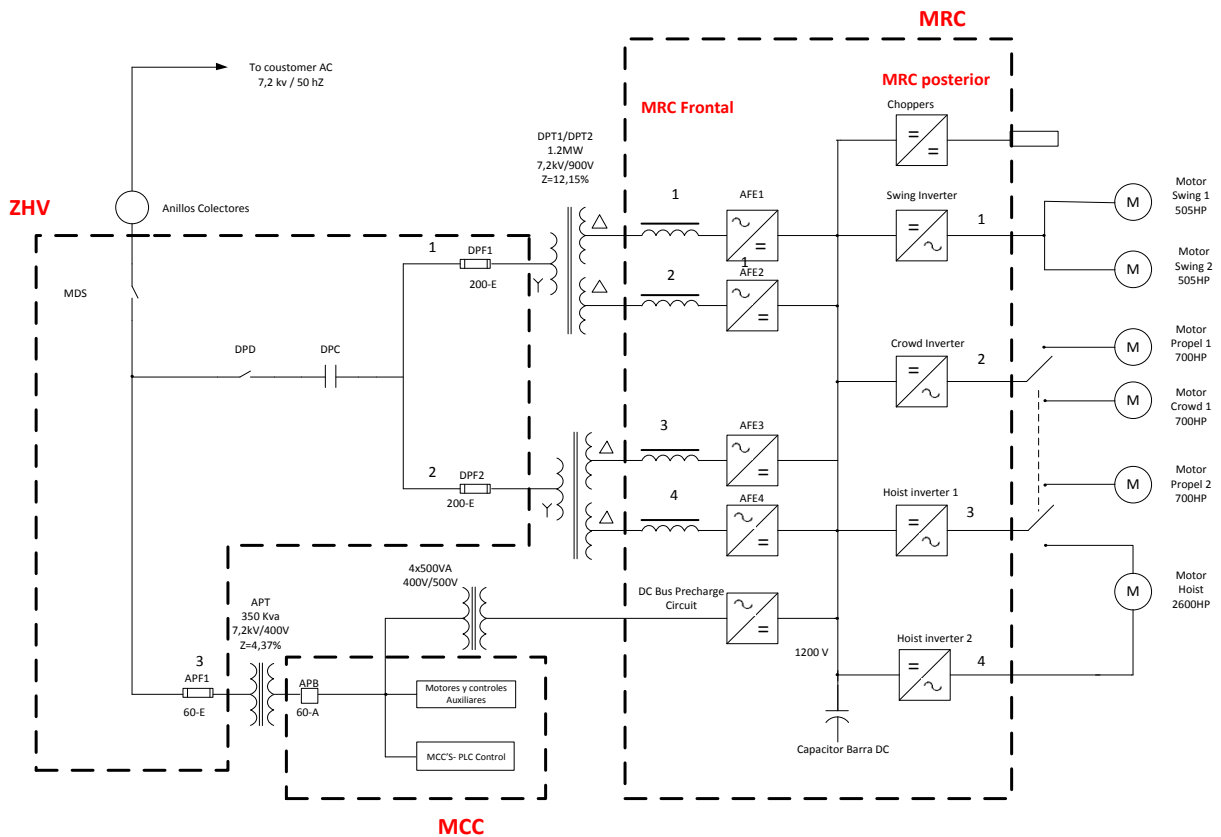 MRC
To coustomer AC
7,2 kv / 50 hZ
MRC posterior
MRC Frontal
Choppers
DPT1/DPT2
1.2MW
7,2kV/900V
Z=12,15%
ZHV
Anillos Colectores
1
AFE1
Swing Inverter
1
Motor
Swing 1
505HP
1
DPF1
200-E
2
1
AFE2
Motor
Swing 2
505HP
MDS
DPD
DPC
Crowd Inverter
2
Motor
Propel 1
700HP
Motor
Crowd 1
700HP
3
AFE3
2
DPF2
200-E
4
AFE4
Hoist inverter 1
3
Motor
Propel 2
700HP
4x500VA
400V/500V
DC Bus Precharge
Circuit
Motor
Hoist
2600HP
APT
350 Kva
7,2kV/400V
Z=4,37%
1200 V
Hoist inverter 2
4
3
APF1
60-E
APB
60-A
Motores y controles
Auxiliares
MCC'S- PLC Control
Capacitor Barra DC
MCC
M
M
M
M
M
M